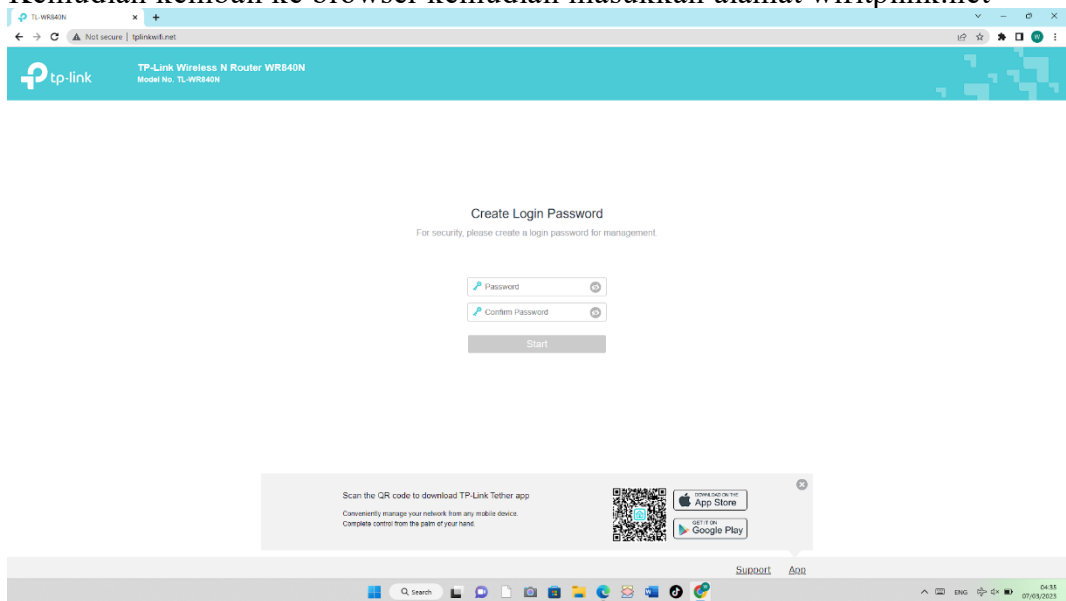 Kemudian kembali ke browser kemudian masukkan alamat wifitplink.net
TL-WR840N
Not secure | tplinkwifi.net
W
tp-link
TP-Link Wireless N Router WR840N
Model No. TL-WR840N
Create Login Password
For security, please create a login password for management.
Password
Confirm Password
Start
Scan the QR code to download TP-Link Tether app
Conveniently manage your network from any mobile device.
Complete control from the palm of your hand.
DOWNLOAD ON THE
App Store
GET IT ON
Google Play
Support App
Search
ENG
04:35
07/03/2023